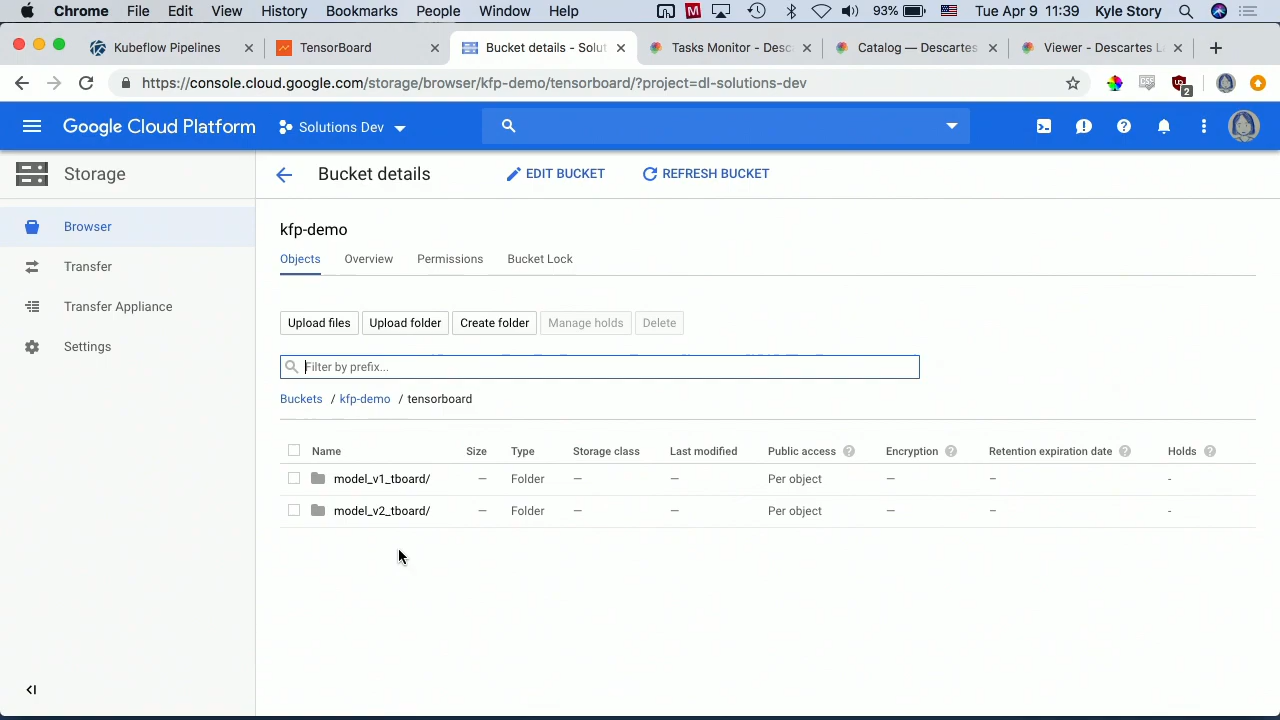 Chrome File Edit View History Bookmarks People Window Help 93% Tue Apr 9 11:39 Kyle Story
Kubeflow Pipelines TensorBoard Bucket details - Solut Tasks Monitor - Desc Catalog — Descartes Viewer - Descartes L
https://console.cloud.google.com/storage/browser/kfp-demo/tensorboard/?project=dl-solutions-dev
2
Google Cloud Platform Solutions Dev
Storage
Bucket details EDIT BUCKET REFRESH BUCKET
Browser
Transfer
Transfer Appliance
Settings
kfp-demo
Objects Overview Permissions Bucket Lock
Upload files Upload folder Create folder Manage holds Delete
Filter by prefix...
Buckets / kfp-demo / tensorboard
Name Size Type Storage class Last modified Public access Encryption Retention expiration date Holds
model_v1_tboard/ — Folder — — Per object — – -
model_v2_tboard/ — Folder — — Per object — – -